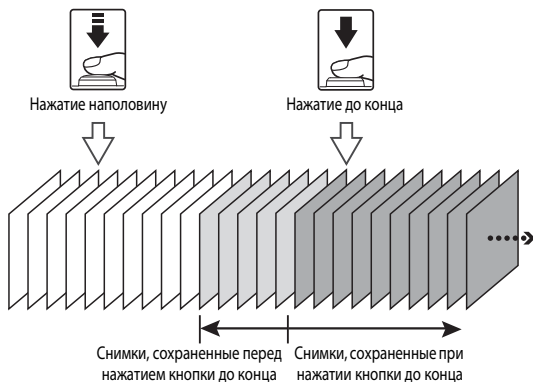 Нажатие наполовину
Нажатие до конца
Снимки, сохраненные перед
нажатием кнопки до конца
Снимки, сохраненные при
нажатии кнопки до конца